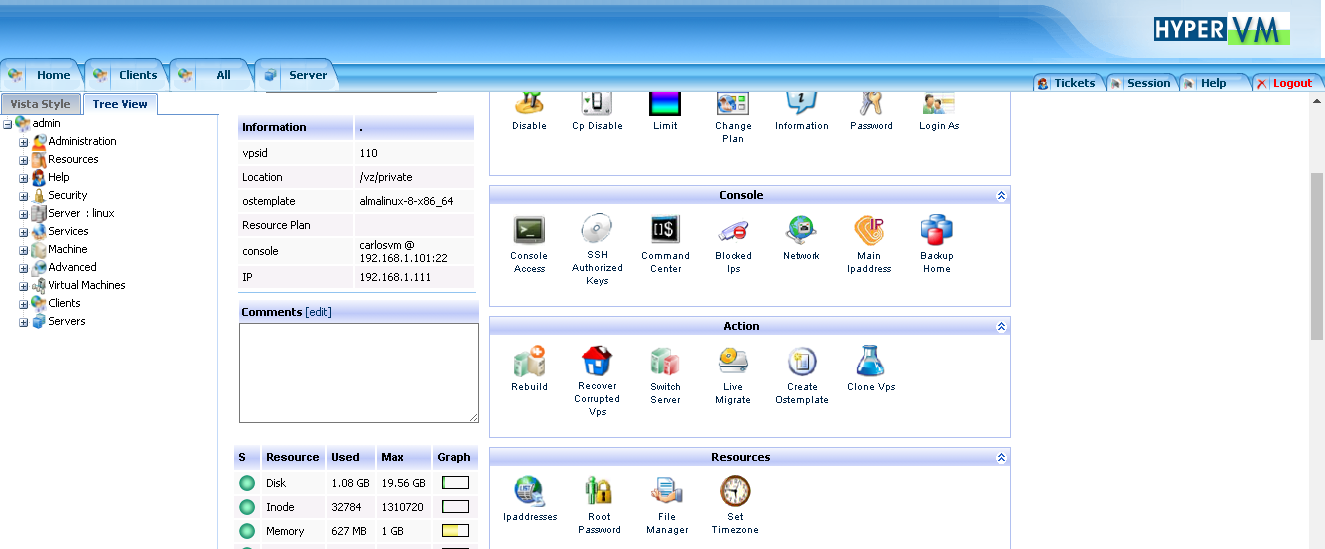 HYPER VM
Home Clients All Server
Tickets Session Help Logout
Vista Style Tree View
admin
Administration
Resources
Help
Security
Server : linux
Services
Machine
Advanced
Virtual Machines
Clients
Servers
Information .
vpsid 110
Location /vz/private
ostemplate almalinux-8-x86_64
Resource Plan
console carlosvm @
192.168.1.101:22
IP 192.168.1.111
Comments [edit]
S Resource Used Max Graph
Disk 1.08 GB 19.56 GB
Inode 32784 1310720
Memory 627 MB 1 GB
Disable
Cp Disable
Limit
Change
Plan
Information
Password
Login As
Console
Console
Access
SSH
Authorized
Keys
Command
Center
Blocked
Ips
Network
Main
Ipaddress
Backup
Home
Action
Rebuild
Recover
Corrupted
Vps
Switch
Server
Live
Migrate
Create
Ostemplate
Clone Vps
Resources
Ipaddresses
Root
Password
File
Manager
Set
Timezone